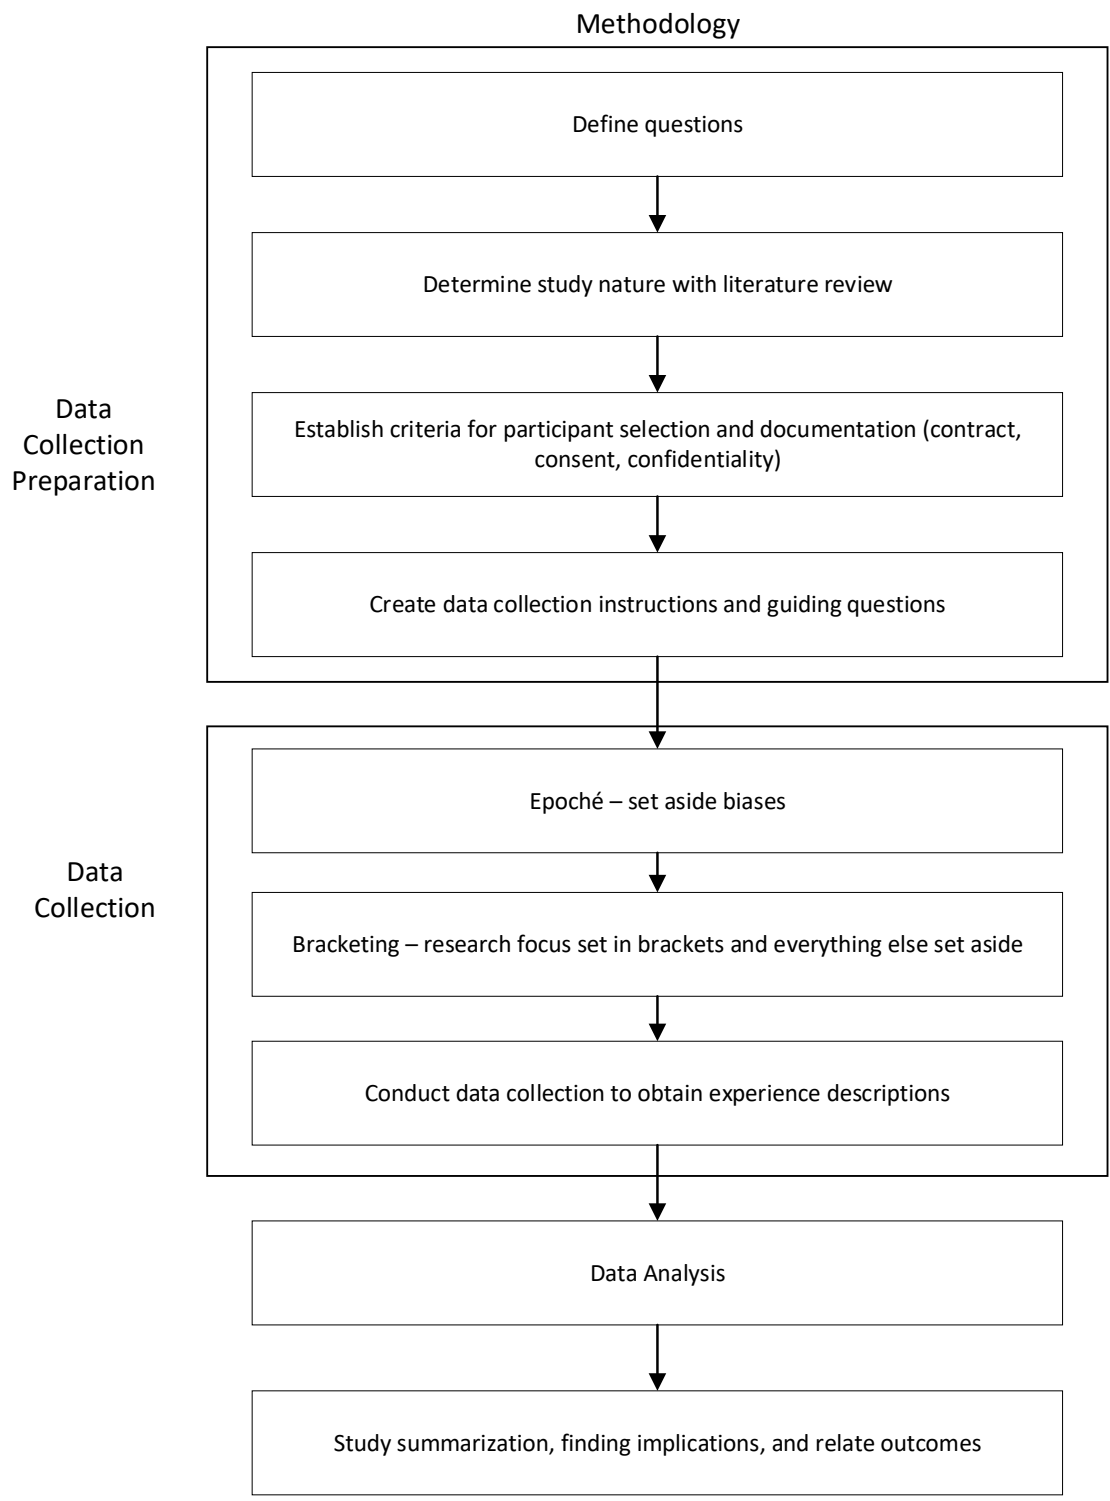 Methodology
Define questions
Determine study nature with literature review
Data
Collection
Preparation
Establish criteria for participant selection and documentation (contract,
consent, confidentiality)
Create data collection instructions and guiding questions
Epoché – set aside biases
Data
Collection
Bracketing – research focus set in brackets and everything else set aside
Conduct data collection to obtain experience descriptions
Data Analysis
Study summarization, finding implications, and relate outcomes